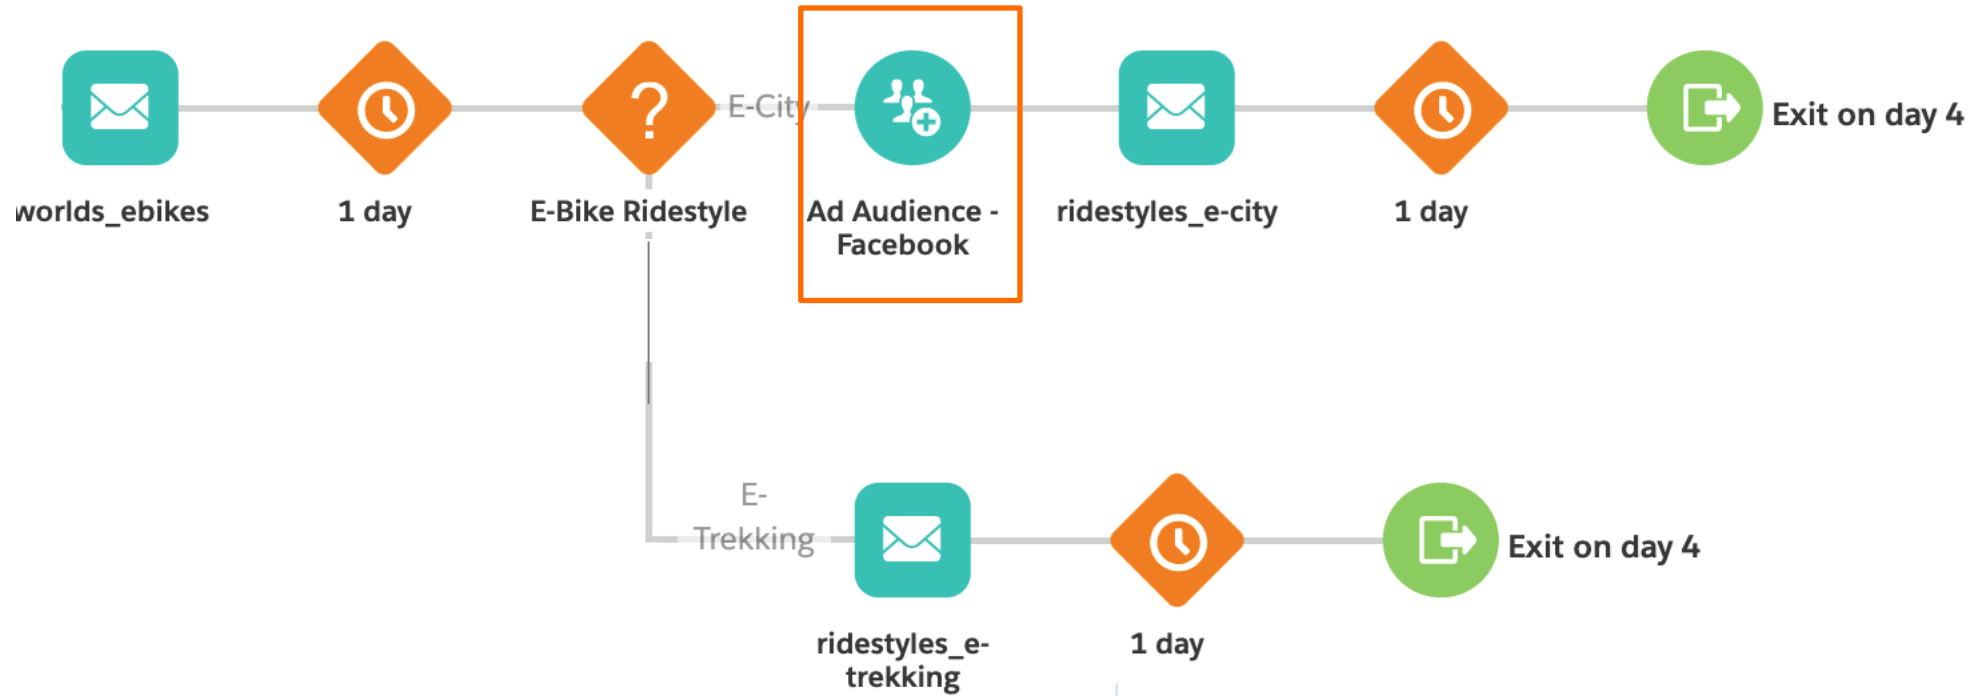 E-City
Exit on day 4
worlds_ebikes
1 day
E-Bike Ridestyle
Ad Audience -
Facebook
ridestyles_e-city
1 day
E-
Trekking
Exit on day 4
ridestyles_e-
trekking
1 day